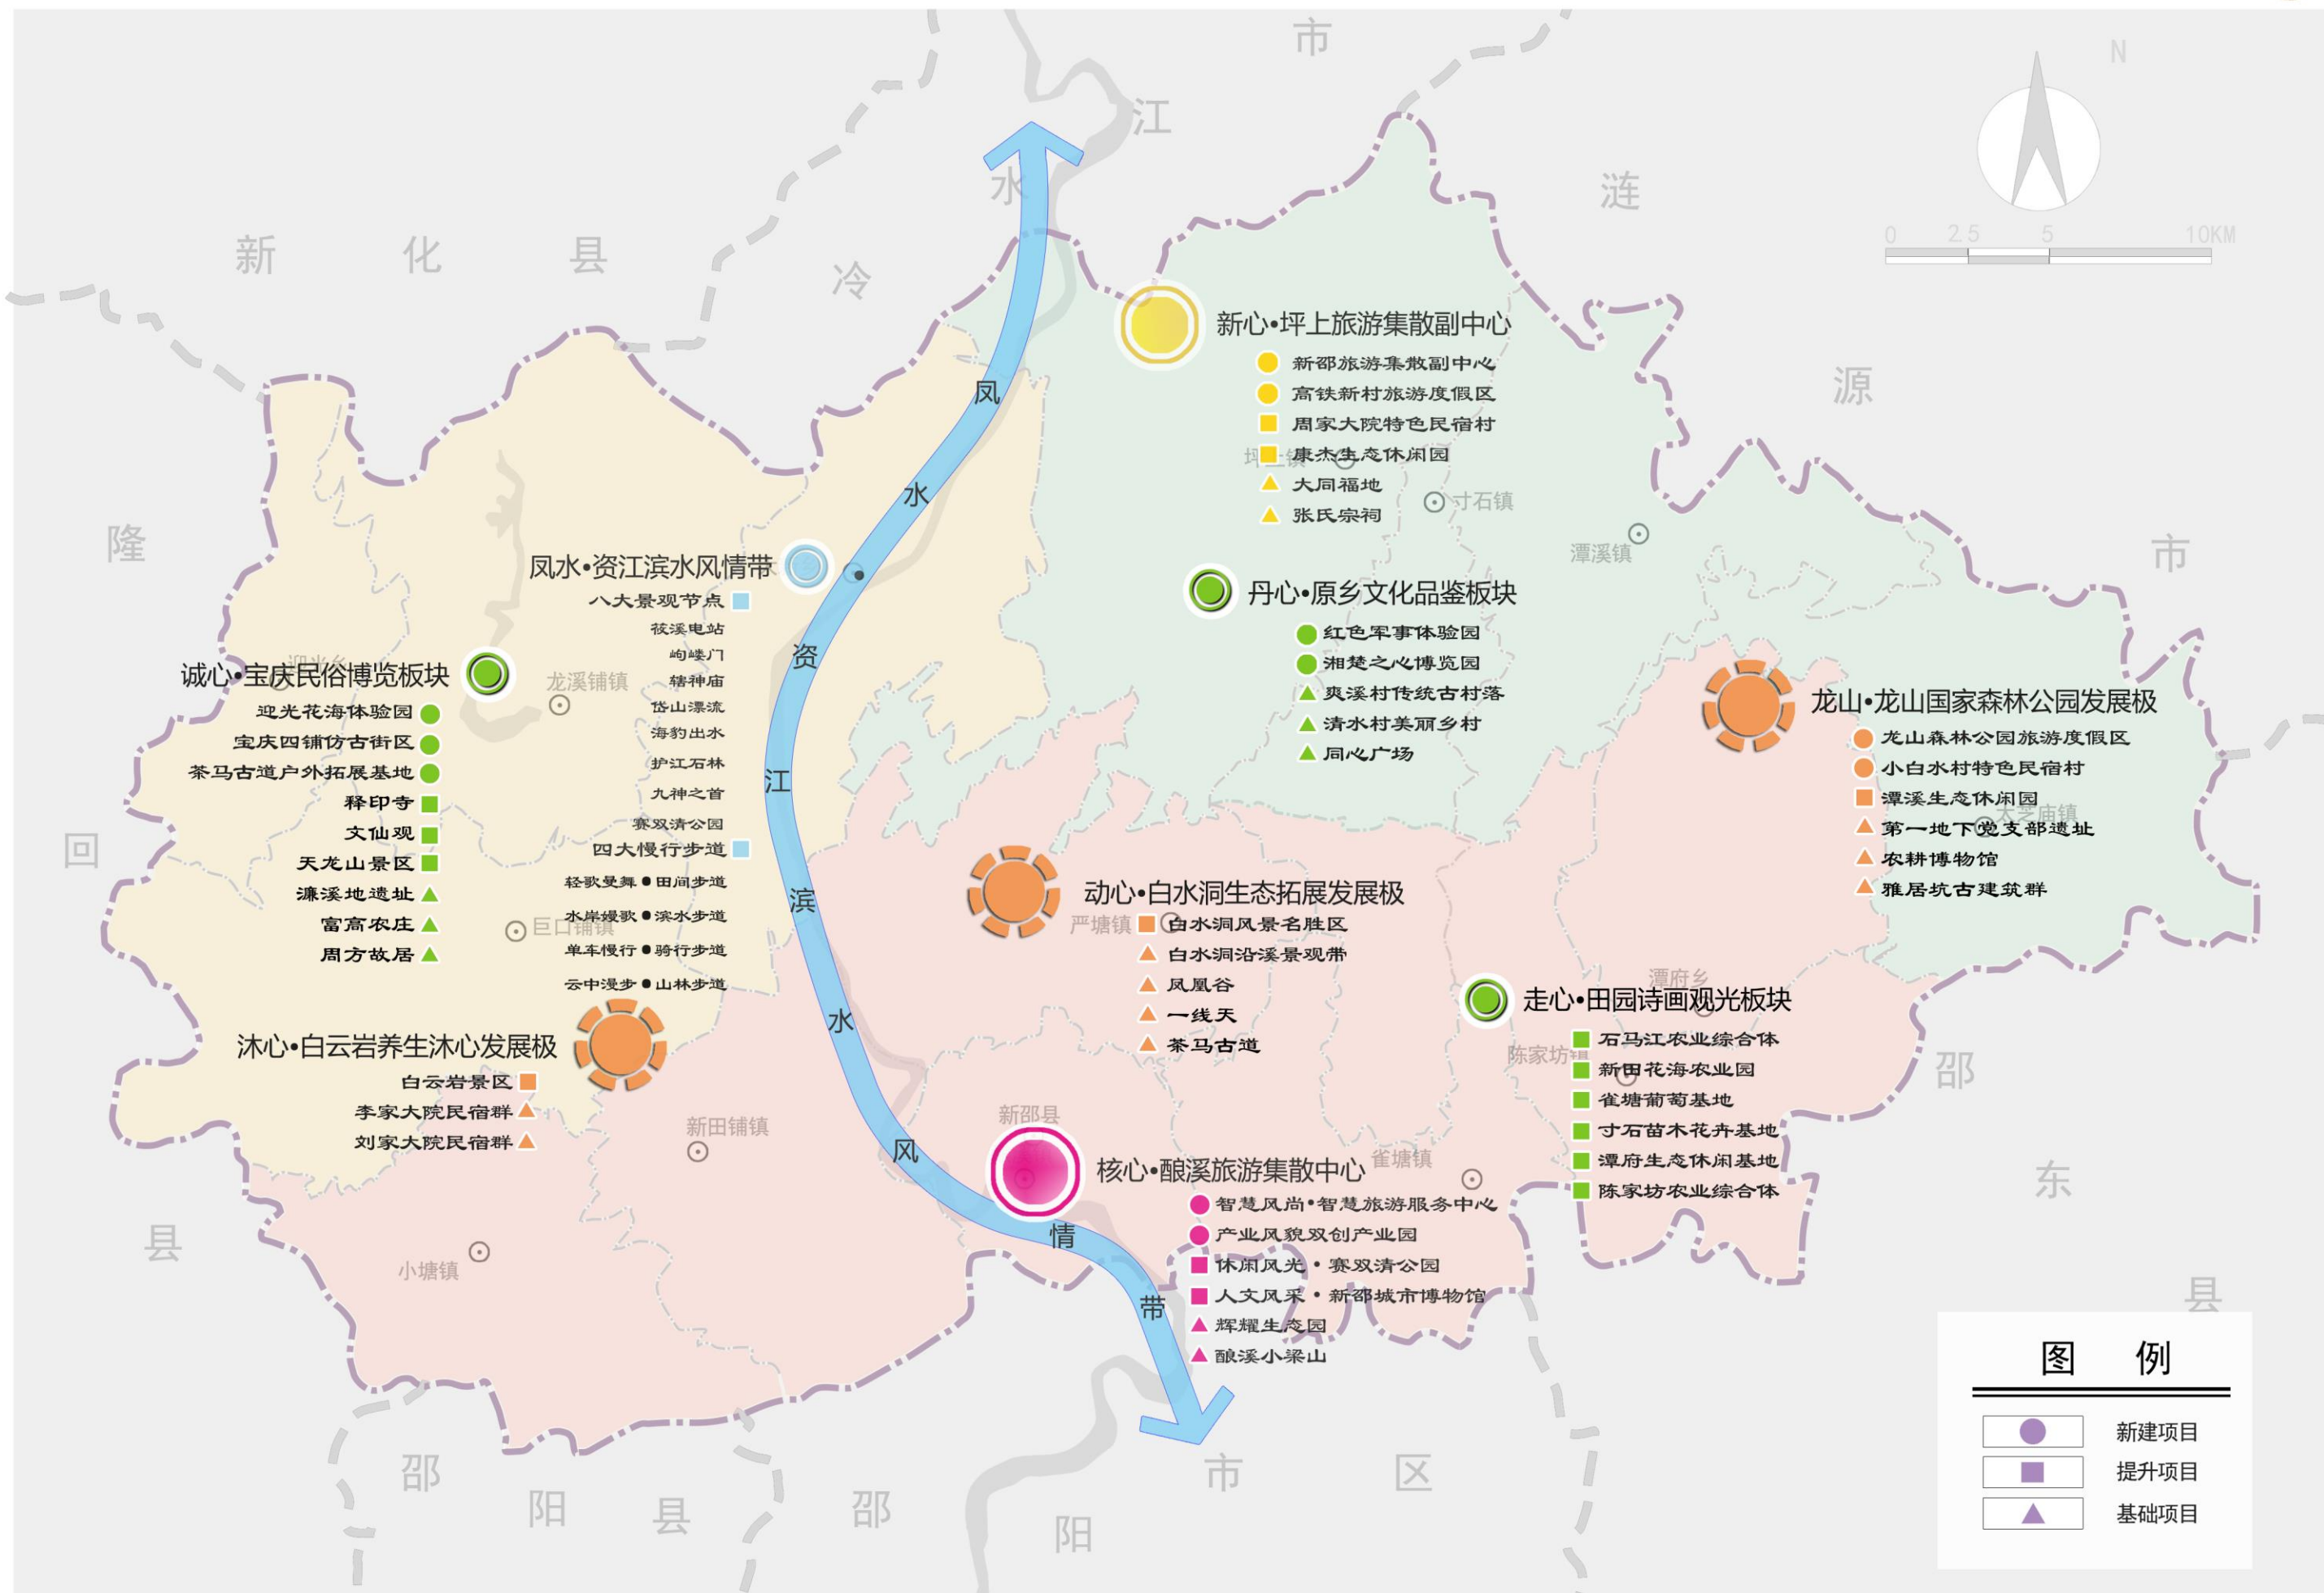 市
江
N
水
涟
0 2.5 5 10KM
新化县
冷
源
隆
市
回
县
邵
东
县
邵阳县
邵阳市区
凤水资江滨水风情带
新心•坪上旅游集散副中心
新邵旅游集散副中心
高铁新村旅游度假区
周家大院特色民宿村
康杰生态休闲园
大同福地
张氏宗祠
寸石镇
潭溪镇
凤水•资江滨水风情带
八大景观节点
筱溪电站
岣嵝门
辖神庙
岱山漂流
海豹出水
护江石林
九神之首
赛双清公园
四大慢行步道
轻歌曼舞●田间步道
水岸嫚歌●滨水步道
单车慢行●骑行步道
云中漫步●山林步道
丹心•原乡文化品鉴板块
红色军事体验园
湘楚之心博览园
爽溪村传统古村落
清水村美丽乡村
同心广场
诚心•宝庆民俗博览板块
迎光花海体验园
宝庆四铺仿古街区
茶马古道户外拓展基地
释印寺
文仙观
天龙山景区
濂溪地遗址
富高农庄
周方故居
龙溪铺镇
巨口铺镇
龙山•龙山国家森林公园发展极
龙山森林公园旅游度假区
小白水村特色民宿村
潭溪生态休闲园
第一地下党支部遗址
农耕博物馆
雅居坑古建筑群
太芝庙镇
动心•白水洞生态拓展发展极
严塘镇
白水洞风景名胜区
白水洞沿溪景观带
凤凰谷
一线天
茶马古道
潭府乡
走心•田园诗画观光板块
陈家坊镇
石马江农业综合体
新田花海农业园
雀塘葡萄基地
寸石苗木花卉基地
潭府生态休闲基地
陈家坊农业综合体
沐心•白云岩养生沐心发展极
白云岩景区
李家大院民宿群
刘家大院民宿群
新田铺镇
小塘镇
新邵县
雀塘镇
核心•酿溪旅游集散中心
智慧风尚•智慧旅游服务中心
产业风貌双创产业园
休闲风光•赛双清公园
人文风采•新邵城市博物馆
辉耀生态园
酿溪小梁山
图例
新建项目
提升项目
基础项目